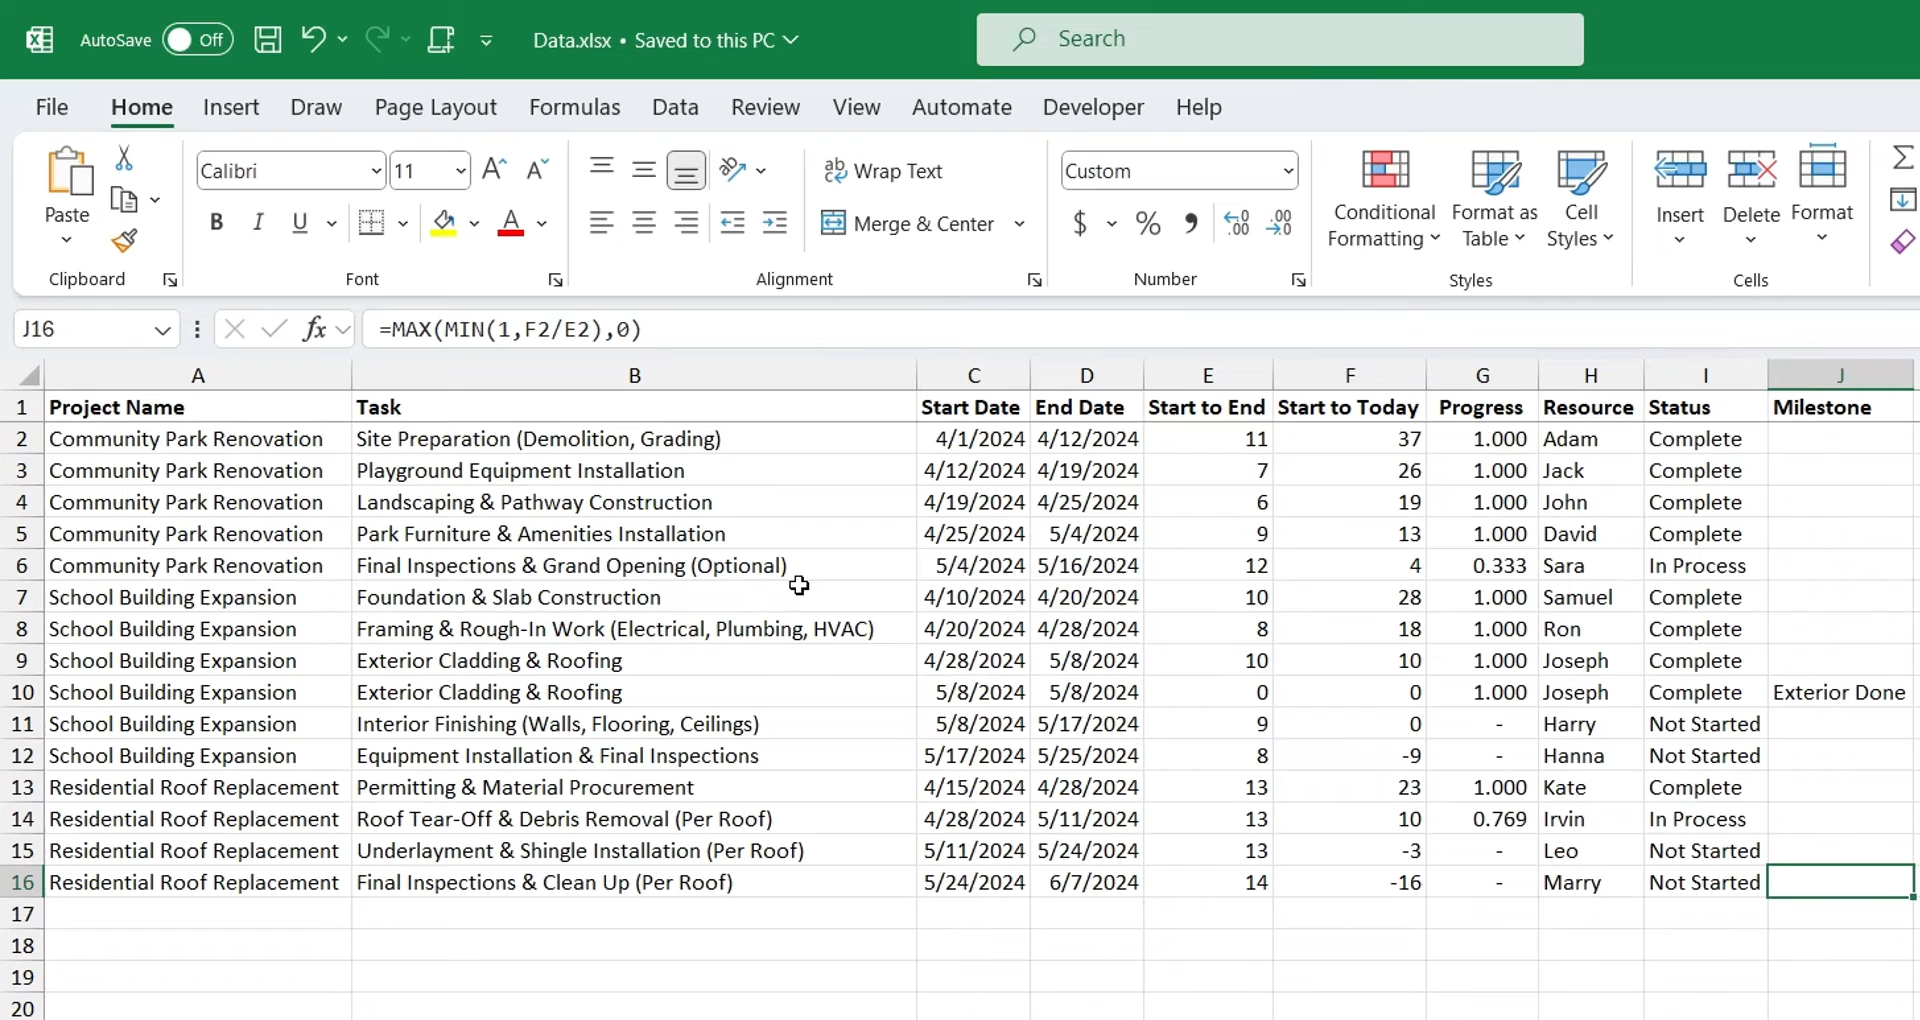 AutoSave Off Data.xlsx • Saved to this PC Search
File Home Insert Draw Page Layout Formulas Data Review View Automate Developer Help
Paste
Clipboard
Calibri 11
B I U A
Font
Wrap Text
Merge & Center
Alignment
Custom
$ % 9 .00 .00
Number
Conditional Formatting
Format as Table
Cell Styles
Styles
Insert Delete Format
Cells
J16 fx =MAX(MIN(1,F2/E2),0)
A B C D E F G H I J
1 Project Name Task Start Date End Date Start to End Start to Today Progress Resource Status Milestone
2 Community Park Renovation Site Preparation (Demolition, Grading) 4/1/2024 4/12/2024 11 37 1.000 Adam Complete
3 Community Park Renovation Playground Equipment Installation 4/12/2024 4/19/2024 7 26 1.000 Jack Complete
4 Community Park Renovation Landscaping & Pathway Construction 4/19/2024 4/25/2024 6 19 1.000 John Complete
5 Community Park Renovation Park Furniture & Amenities Installation 4/25/2024 5/4/2024 9 13 1.000 David Complete
6 Community Park Renovation Final Inspections & Grand Opening (Optional) 5/4/2024 5/16/2024 12 4 0.333 Sara In Process
7 School Building Expansion Foundation & Slab Construction 4/10/2024 4/20/2024 10 28 1.000 Samuel Complete
8 School Building Expansion Framing & Rough-In Work (Electrical, Plumbing, HVAC) 4/20/2024 4/28/2024 8 18 1.000 Ron Complete
9 School Building Expansion Exterior Cladding & Roofing 4/28/2024 5/8/2024 10 10 1.000 Joseph Complete
10 School Building Expansion Exterior Cladding & Roofing 5/8/2024 5/8/2024 0 0 1.000 Joseph Complete Exterior Done
11 School Building Expansion Interior Finishing (Walls, Flooring, Ceilings) 5/8/2024 5/17/2024 9 0 - Harry Not Started
12 School Building Expansion Equipment Installation & Final Inspections 5/17/2024 5/25/2024 8 -9 - Hanna Not Started
13 Residential Roof Replacement Permitting & Material Procurement 4/15/2024 4/28/2024 13 23 1.000 Kate Complete
14 Residential Roof Replacement Roof Tear-Off & Debris Removal (Per Roof) 4/28/2024 5/11/2024 13 10 0.769 Irvin In Process
15 Residential Roof Replacement Underlayment & Shingle Installation (Per Roof) 5/11/2024 5/24/2024 13 -3 - Leo Not Started
16 Residential Roof Replacement Final Inspections & Clean Up (Per Roof) 5/24/2024 6/7/2024 14 -16 - Marry Not Started
17
18
19
20